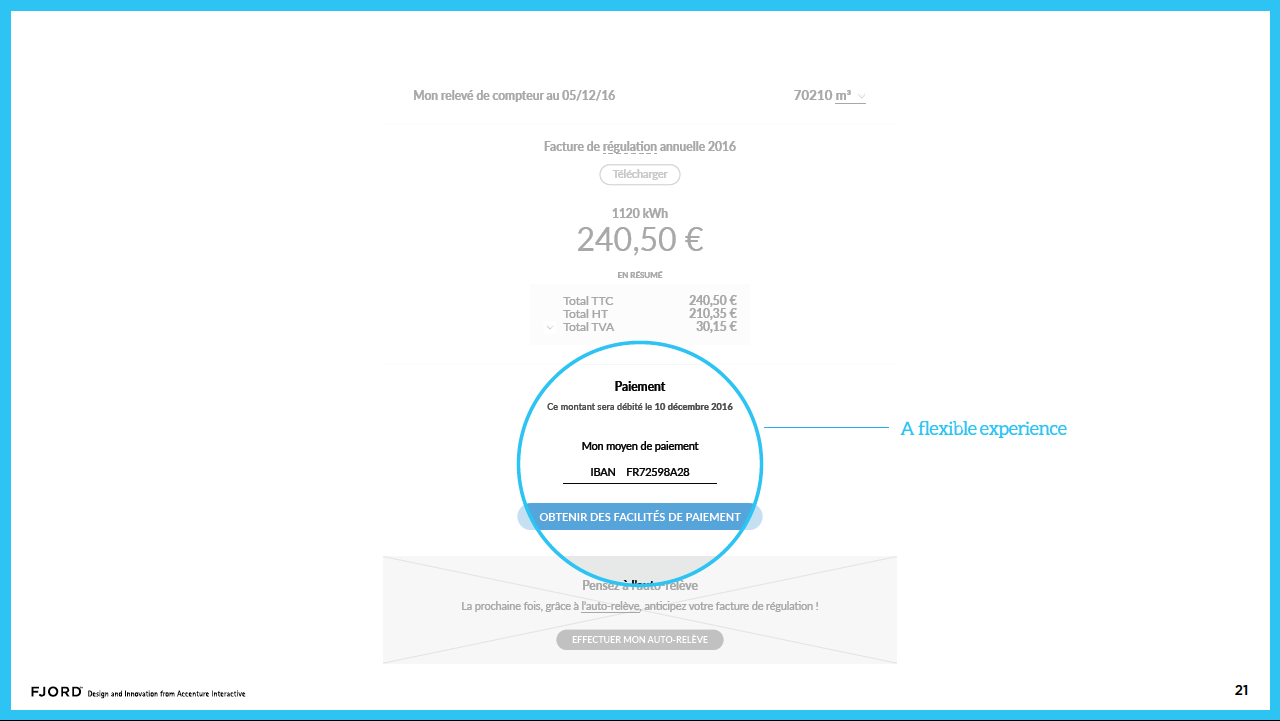 Mon relevé de compteur au 05/12/16 70210 m³
Facture de régulation annuelle 2016
Télécharger
1120 kWh
240,50 €
EN RÉSUMÉ
Total TTC 240,50 €
Total HT 210,35 €
Total TVA 30,15 €
Paiement
Ce montant sera débité le 10 décembre 2016
A flexible experience
Mon moyen de paiement
IBAN FR72598A28
OBTENIR DES FACILITÉS DE PAIEMENT
Pensez à l'auto-relève
La prochaine fois, grâce à l'auto-relève, anticipez votre facture de régulation !
EFFECTUER MON AUTO-RELÈVE
FJORD Design and Innovation from Accenture Interactive
21